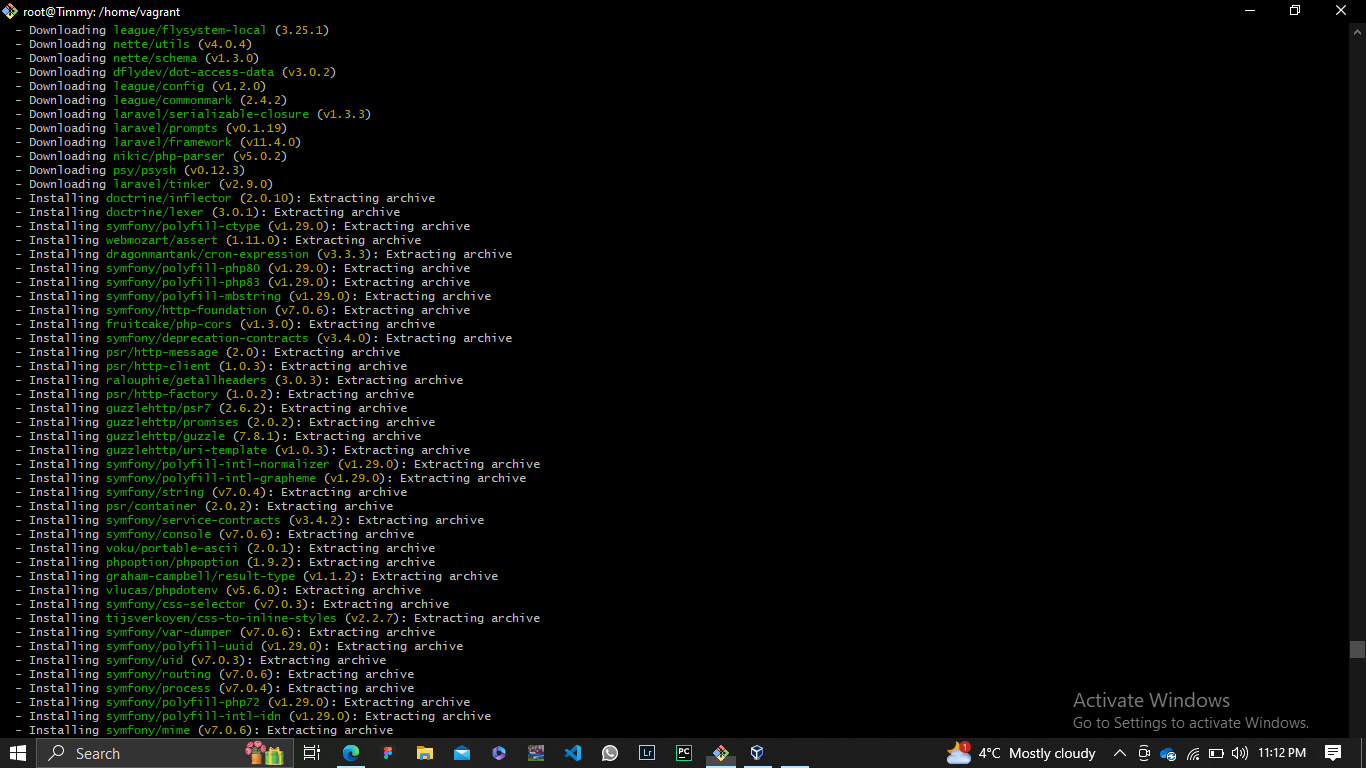 root@Timmy: /home/vagrant
- Downloading league/flysystem-local (3.25.1)
- Downloading nette/utils (v4.0.4)
- Downloading nette/schema (v1.3.0)
- Downloading dflydev/dot-access-data (v3.0.2)
- Downloading league/config (v1.2.0)
- Downloading league/commonmark (2.4.2)
- Downloading laravel/serializable-closure (v1.3.3)
- Downloading laravel/prompts (v0.1.19)
- Downloading laravel/framework (v11.4.0)
- Downloading nikic/php-parser (v5.0.2)
- Downloading psy/psysh (v0.12.3)
- Downloading laravel/tinker (v2.9.0)
- Installing doctrine/inflector (2.0.10): Extracting archive
- Installing doctrine/lexer (3.0.1): Extracting archive
- Installing symfony/polyfill-ctype (v1.29.0): Extracting archive
- Installing webmozart/assert (1.11.0): Extracting archive
- Installing dragonmantank/cron-expression (v3.3.3): Extracting archive
- Installing symfony/polyfill-php80 (v1.29.0): Extracting archive
- Installing symfony/polyfill-php83 (v1.29.0): Extracting archive
- Installing symfony/polyfill-mbstring (v1.29.0): Extracting archive
- Installing symfony/http-foundation (v7.0.6): Extracting archive
- Installing fruitcake/php-cors (v1.3.0): Extracting archive
- Installing symfony/deprecation-contracts (v3.4.0): Extracting archive
- Installing psr/http-message (2.0): Extracting archive
- Installing psr/http-client (1.0.3): Extracting archive
- Installing ralouphie/getallheaders (3.0.3): Extracting archive
- Installing psr/http-factory (1.0.2): Extracting archive
- Installing guzzlehttp/psr7 (2.6.2): Extracting archive
- Installing guzzlehttp/promises (2.0.2): Extracting archive
- Installing guzzlehttp/guzzle (7.8.1): Extracting archive
- Installing guzzlehttp/uri-template (v1.0.3): Extracting archive
- Installing symfony/polyfill-intl-normalizer (v1.29.0): Extracting archive
- Installing symfony/polyfill-intl-grapheme (v1.29.0): Extracting archive
- Installing symfony/string (v7.0.4): Extracting archive
- Installing psr/container (2.0.2): Extracting archive
- Installing symfony/service-contracts (v3.4.2): Extracting archive
- Installing symfony/console (v7.0.6): Extracting archive
- Installing voku/portable-ascii (2.0.1): Extracting archive
- Installing phpoption/phpoption (1.9.2): Extracting archive
- Installing graham-campbell/result-type (v1.1.2): Extracting archive
- Installing vlucas/phpdotenv (v5.6.0): Extracting archive
- Installing symfony/css-selector (v7.0.3): Extracting archive
- Installing tijsverkoyen/css-to-inline-styles (v2.2.7): Extracting archive
- Installing symfony/var-dumper (v7.0.6): Extracting archive
- Installing symfony/polyfill-uuid (v1.29.0): Extracting archive
- Installing symfony/uid (v7.0.3): Extracting archive
- Installing symfony/routing (v7.0.6): Extracting archive
- Installing symfony/process (v7.0.4): Extracting archive
- Installing symfony/polyfill-php72 (v1.29.0): Extracting archive
- Installing symfony/polyfill-intl-idn (v1.29.0): Extracting archive
- Installing symfony/mime (v7.0.6): Extracting archive
Activate Windows
Go to Settings to activate Windows.
Search
Lr
PC
1
4°C Mostly cloudy
11:12 PM